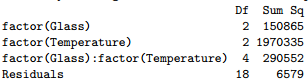 Df Sum Sq
factor(Glass) 2 150865
factor(Temperature) 2 1970335
factor(Glass):factor(Temperature) 4 290552
Residuals 18 6579